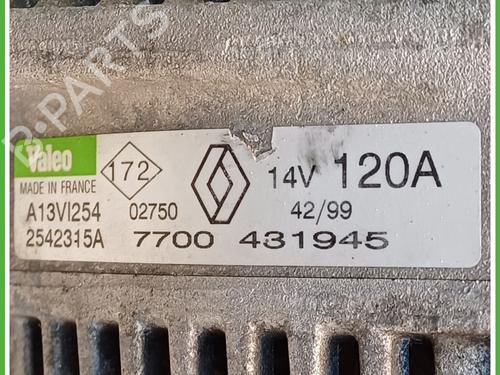 B-PARTS
Valeo
172
14V 120A
MADE IN FRANCE
A13VI254 02750 42/99
2542315A 7700 431945